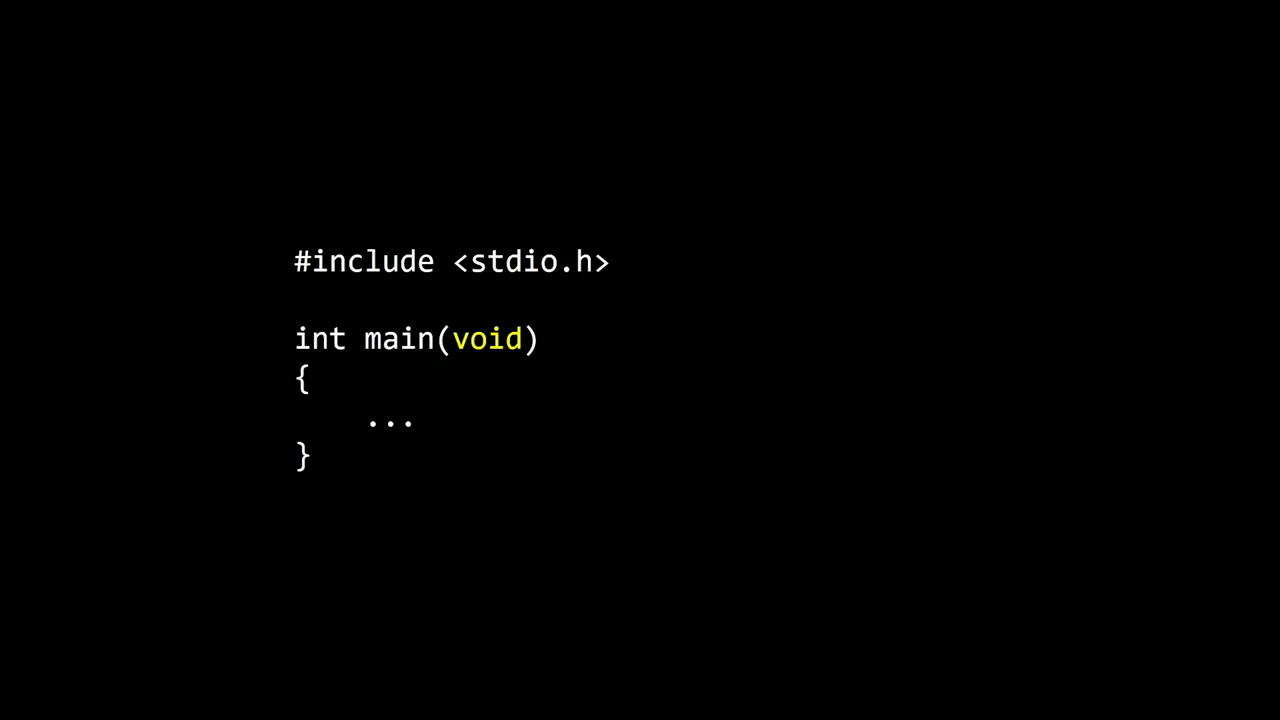 #include <stdio.h>
int main(void)
{
...
}